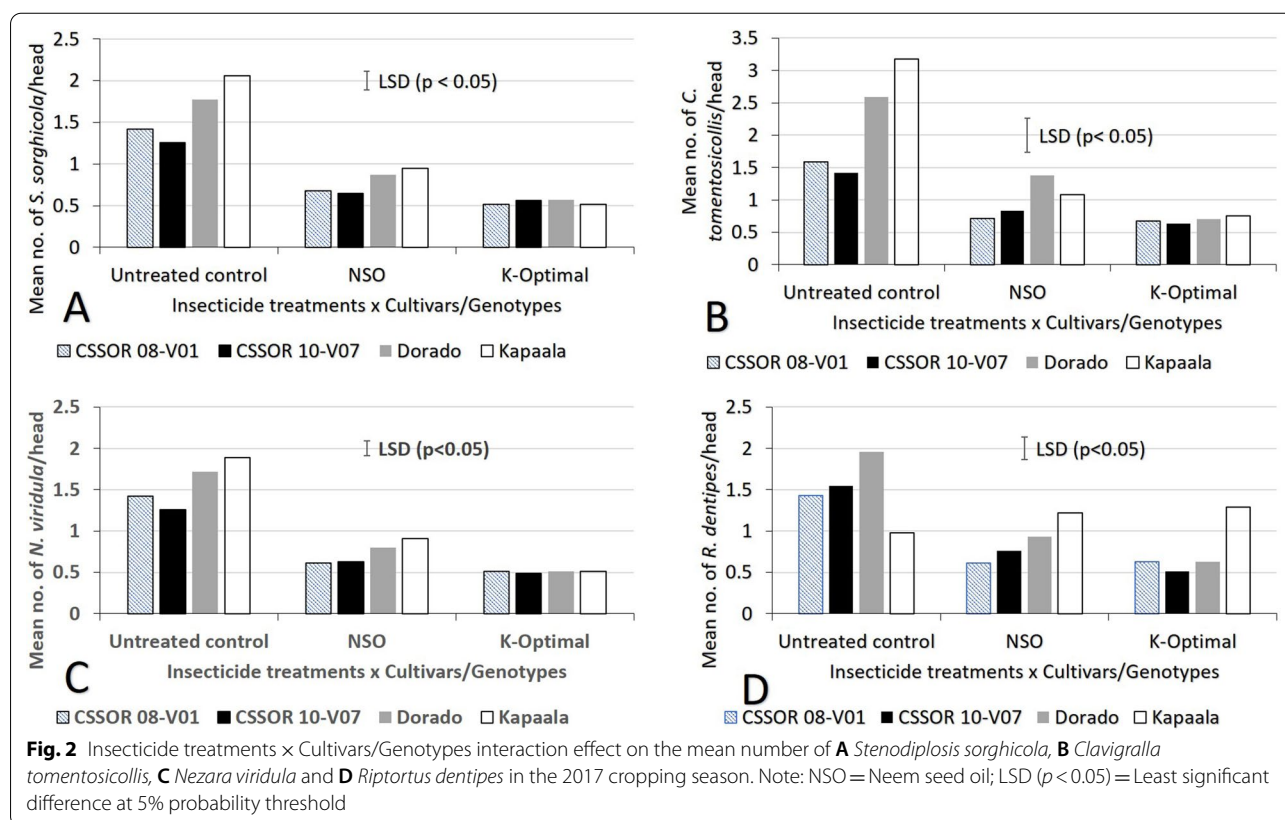 2.5
2
1.5
1
0.5
0
Mean no. of S. sorghicola/head
LSD (p < 0.05)
Untreated control NSO K-Optimal
Insecticide treatments x Cultivars/Genotypes
A
CSSOR 08-V01 CSSOR 10-V07 Dorado Kapaala
3.5
3
2.5
2
1.5
1
0.5
0
Mean no. of C.
tomentosicollis/head
LSD (p< 0.05)
Untreated control NSO K-Optimal
Insecticide treatments x Cultivars/Genotypes
B
CSSOR 08-V01 CSSOR 10-V07 Dorado Kapaala
2.5
2
1.5
1
0.5
0
Mean no. of N. viridula/head
LSD (p<0.05)
Untreated control NSO K-Optimal
Insecticide treatments x Cultivars/Genotypes
C
CSSOR 08-V01 CSSOR 10-V07 Dorado Kapaala
2.5
2
1.5
1
0.5
0
Mean no. of R. dentipes/head
LSD (p<0.05)
Untreated control NSO K-Optimal
Insecticide treatments x Cultivars/Genotypes
D
CSSOR 08-V01 CSSOR 10-V07 Dorado Kapaala
Fig. 2 Insecticide treatments × Cultivars/Genotypes interaction effect on the mean number of A Stenodiplosis sorghicola, B Clavigralla
tomentosicollis, C Nezara viridula and D Riptortus dentipes in the 2017 cropping season. Note: NSO = Neem seed oil; LSD (p < 0.05) = Least significant
difference at 5% probability threshold